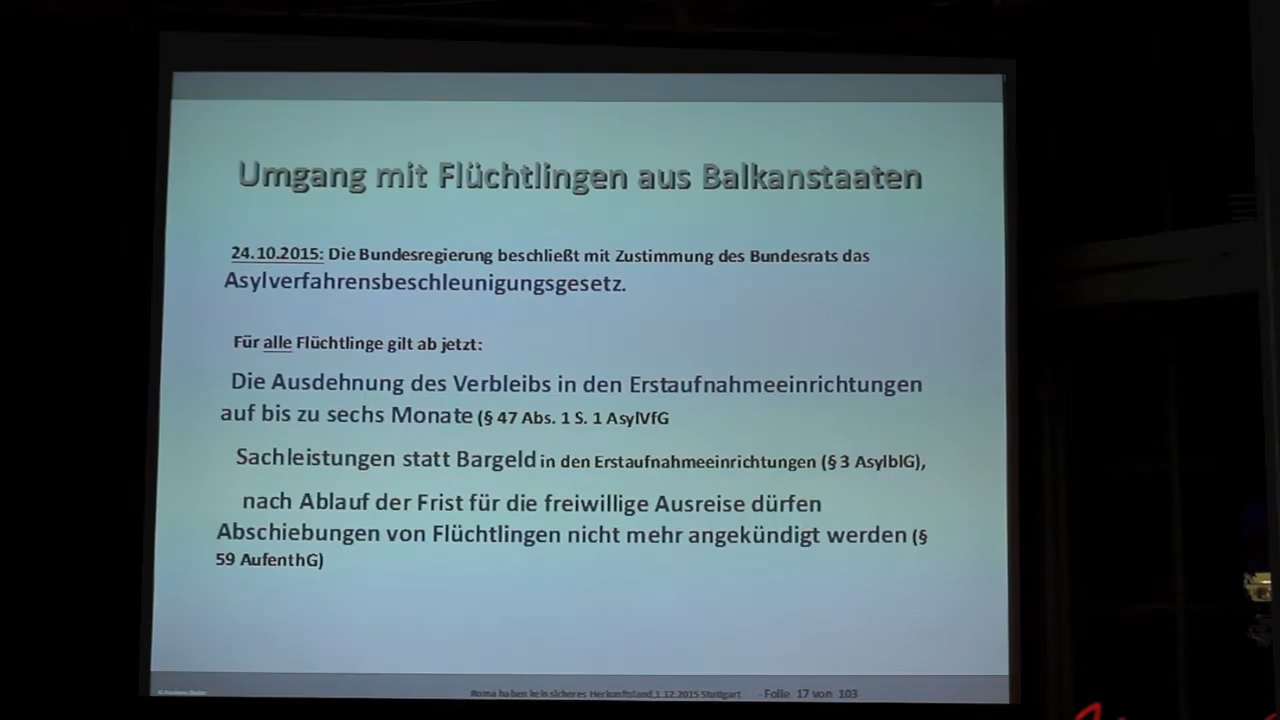 Umgang mit Flüchtlingen aus Balkanstaaten
24.10.2015: Die Bundesregierung beschließt mit Zustimmung des Bundesrats das
Asylverfahrensbeschleunigungsgesetz.
Für alle Flüchtlinge gilt ab jetzt:
Die Ausdehnung des Verbleibs in den Erstaufnahmeeinrichtungen
auf bis zu sechs Monate (§ 47 Abs. 1 S. 1 AsylVfG
Sachleistungen statt Bargeld in den Erstaufnahmeeinrichtungen (§ 3 AsylblG),
nach Ablauf der Frist für die freiwillige Ausreise dürfen
Abschiebungen von Flüchtlingen nicht mehr angekündigt werden (§
59 AufenthG)
Roma haben kein sicheres Herkunftsland,1.12.2015 Stuttgart - Folie 17 von 103